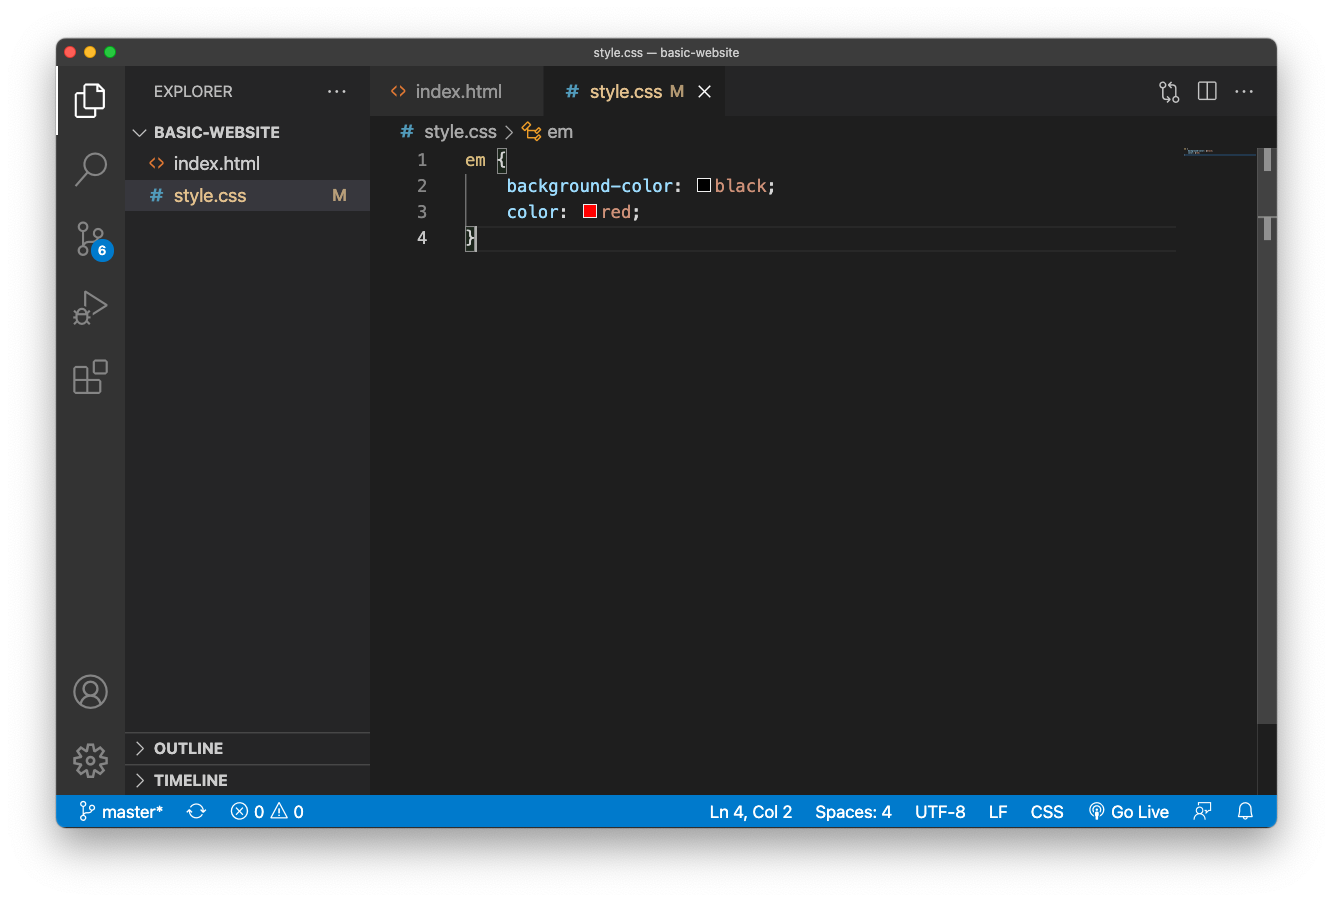 style.css — basic-website
EXPLORER
index.html
# style.css M
BASIC-WEBSITE
# style.css > em
index.html
# style.css M
1 em {
2 background-color: black;
3 color: red;
4 }
6
OUTLINE
TIMELINE
master* 0 0 Ln 4, Col 2 Spaces: 4 UTF-8 LF CSS Go Live